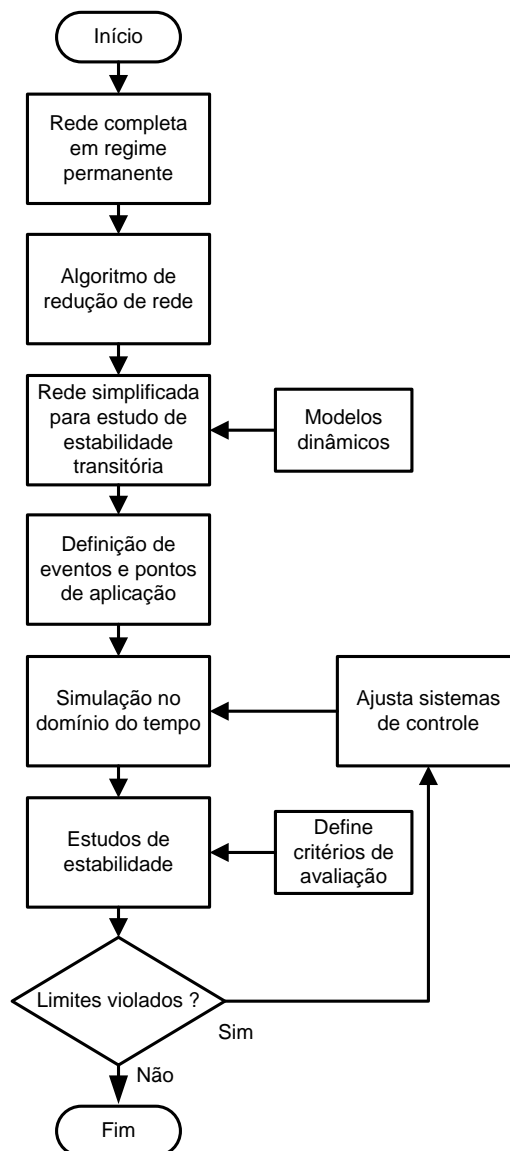 Início
Rede completa
em regime
permanente
Algoritmo de
redução de rede
Rede simplificada
para estudo de
estabilidade
transitória
Modelos
dinâmicos
Definição de
eventos e pontos
de aplicação
Simulação no
domínio do tempo
Ajusta sistemas
de controle
Estudos de
estabilidade
Define
critérios de
avaliação
Limites violados ?
Sim
Não
Fim